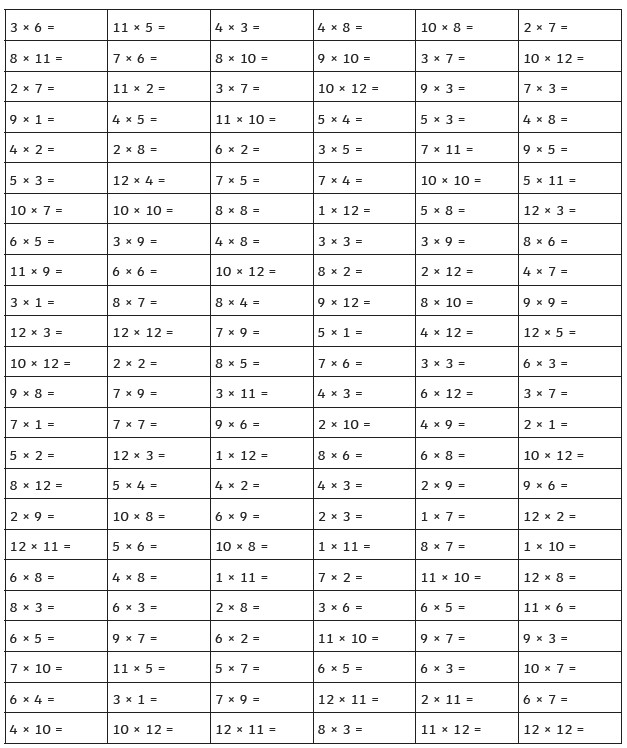 3 × 6 = 11 × 5 = 4 × 3 = 4 × 8 = 10 × 8 = 2 × 7 =
8 × 11 = 7 × 6 = 8 × 10 = 9 × 10 = 3 × 7 = 10 × 12 =
2 × 7 = 11 × 2 = 3 × 7 = 10 × 12 = 9 × 3 = 7 × 3 =
9 × 1 = 4 × 5 = 11 × 10 = 5 × 4 = 5 × 3 = 4 × 8 =
4 × 2 = 2 × 8 = 6 × 2 = 3 × 5 = 7 × 11 = 9 × 5 =
5 × 3 = 12 × 4 = 7 × 5 = 7 × 4 = 10 × 10 = 5 × 11 =
10 × 7 = 10 × 10 = 8 × 8 = 1 × 12 = 5 × 8 = 12 × 3 =
6 × 5 = 3 × 9 = 4 × 8 = 3 × 3 = 3 × 9 = 8 × 6 =
11 × 9 = 6 × 6 = 10 × 12 = 8 × 2 = 2 × 12 = 4 × 7 =
3 × 1 = 8 × 7 = 8 × 4 = 9 × 12 = 8 × 10 = 9 × 9 =
12 × 3 = 12 × 12 = 7 × 9 = 5 × 1 = 4 × 12 = 12 × 5 =
10 × 12 = 2 × 2 = 8 × 5 = 7 × 6 = 3 × 3 = 6 × 3 =
9 × 8 = 7 × 9 = 3 × 11 = 4 × 3 = 6 × 12 = 3 × 7 =
7 × 1 = 7 × 7 = 9 × 6 = 2 × 10 = 4 × 9 = 2 × 1 =
5 × 2 = 12 × 3 = 1 × 12 = 8 × 6 = 6 × 8 = 10 × 12 =
8 × 12 = 5 × 4 = 4 × 2 = 4 × 3 = 2 × 9 = 9 × 6 =
2 × 9 = 10 × 8 = 6 × 9 = 2 × 3 = 1 × 7 = 12 × 2 =
12 × 11 = 5 × 6 = 10 × 8 = 1 × 11 = 8 × 7 = 1 × 10 =
6 × 8 = 4 × 8 = 1 × 11 = 7 × 2 = 11 × 10 = 12 × 8 =
8 × 3 = 6 × 3 = 2 × 8 = 3 × 6 = 6 × 5 = 11 × 6 =
6 × 5 = 9 × 7 = 6 × 2 = 11 × 10 = 9 × 7 = 9 × 3 =
7 × 10 = 11 × 5 = 5 × 7 = 6 × 5 = 6 × 3 = 10 × 7 =
6 × 4 = 3 × 1 = 7 × 9 = 12 × 11 = 2 × 11 = 6 × 7 =
4 × 10 = 10 × 12 = 12 × 11 = 8 × 3 = 11 × 12 = 12 × 12 =